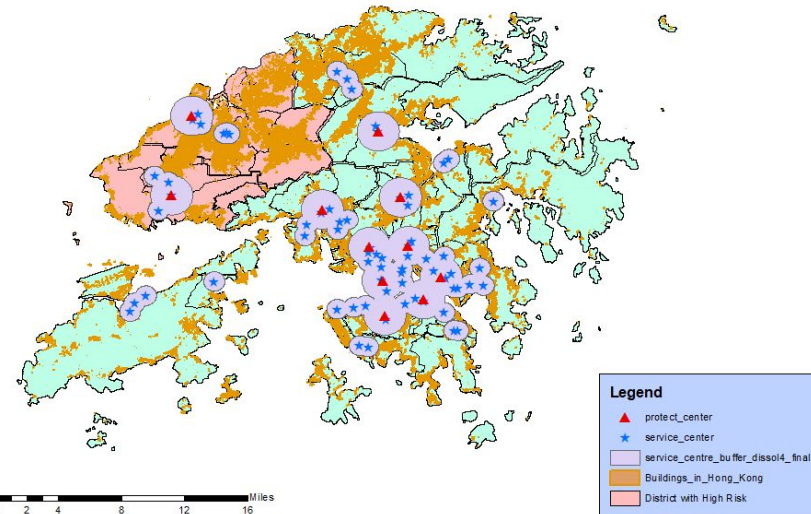 Legend
protect_center
service_center
service_centre_buffer_dissol4_final
Buildings_in_Hong_Kong
District with High Risk
Miles
2 4 8 12 16